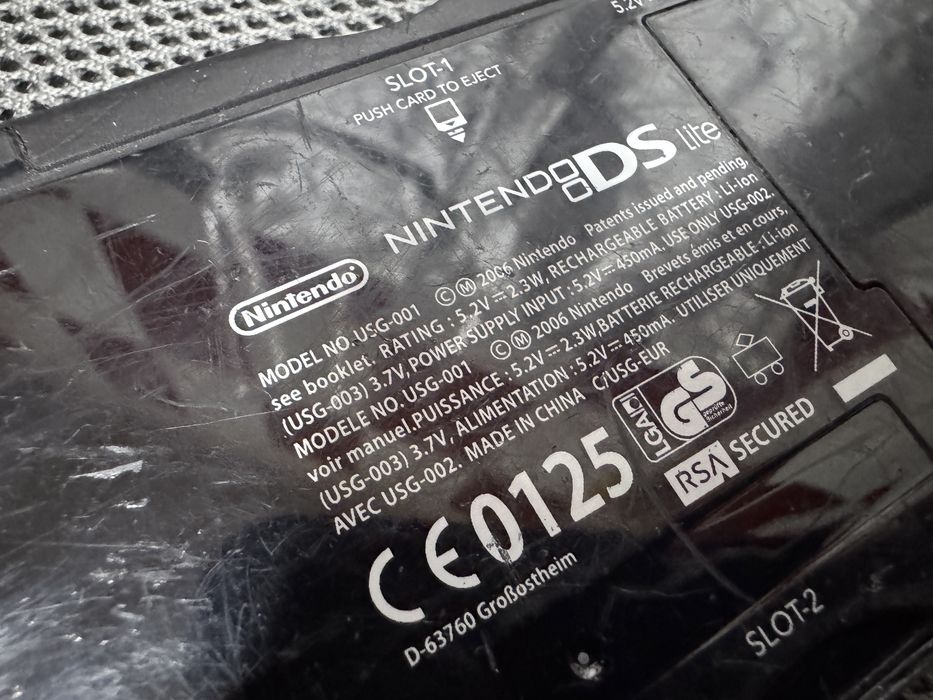 5.2V
SLOT-1
PUSH CARD TO EJECT
NINTENDO DS Lite
Nintendo®
© Ⓜ 2006 Nintendo Patents issued and pending,
MODEL NO. USG-001
see booklet. RATING : 5.2V⎓2.3W, RECHARGEABLE BATTERY : Li-ion
(USG-003) 3.7V, POWER SUPPLY INPUT : 5.2V⎓450mA. USE ONLY USG-002.
MODELE NO. USG-001 © Ⓜ 2006 Nintendo Brevets émis et en cours,
voir manuel. PUISSANCE : 5.2V⎓2.3W, BATTERIE RECHARGEABLE : Li-ion
(USG-003) 3.7V, ALIMENTATION : 5.2V⎓450mA. UTILISER UNIQUEMENT
AVEC USG-002. MADE IN CHINA C/USG-EUR
CE0125
LGA
GS
geprüfte
Sicherheit
RSA SECURED
D-63760 Großostheim
SLOT-2